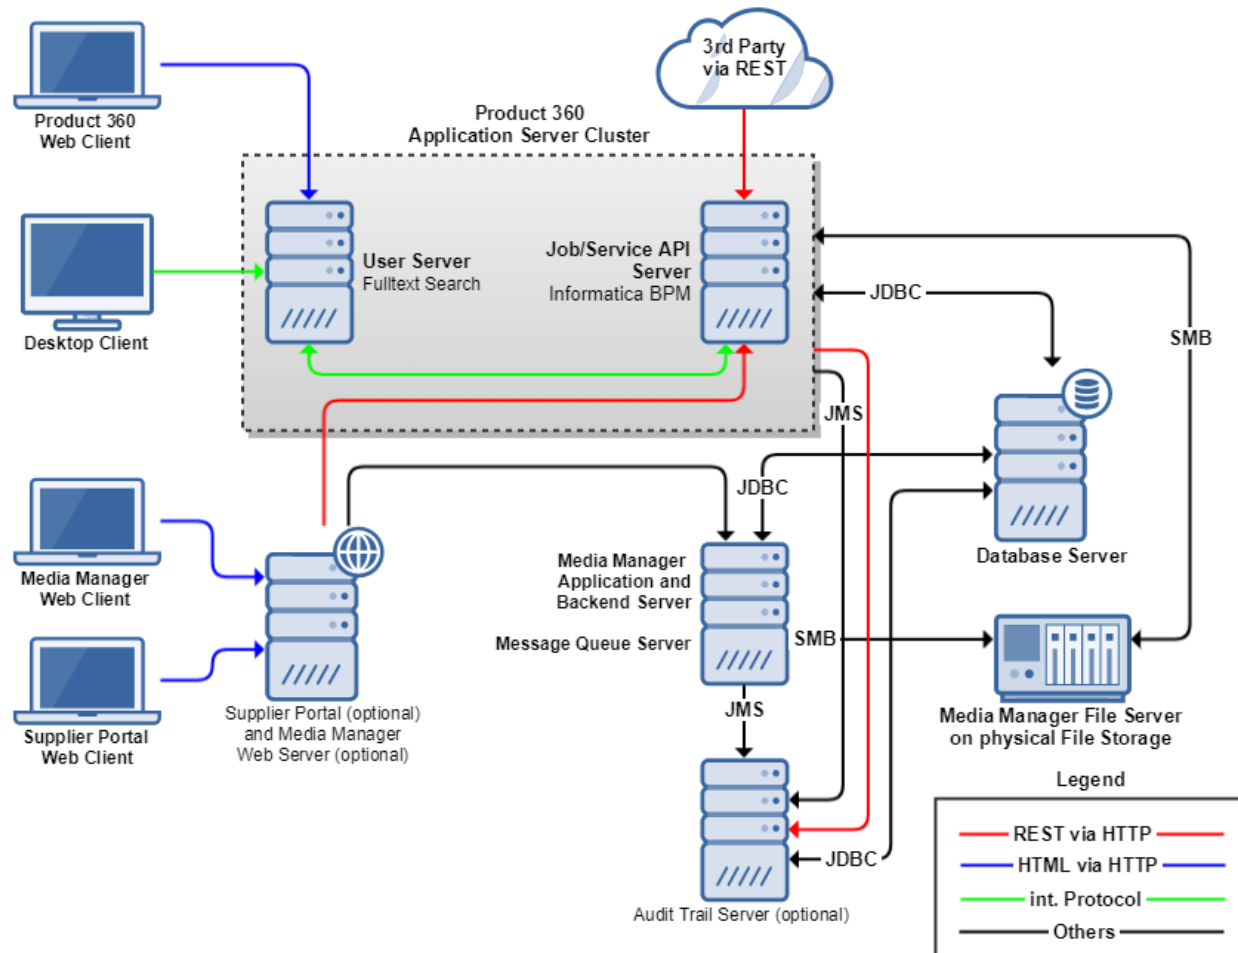 3rd Party
via REST
Product 360
Web Client
Product 360
Application Server Cluster
User Server
Fulltext Search
Job/Service API
Server
Informatica BPM
Desktop Client
JDBC
SMB
JMS
JDBC
Media Manager
Web Client
Media Manager
Application and
Backend Server
Message Queue Server
Database Server
SMB
Supplier Portal
Web Client
Supplier Portal (optional)
and Media Manager
Web Server (optional)
JMS
Media Manager File Server
on physical File Storage
JDBC
Audit Trail Server (optional)
Legend
REST via HTTP
HTML via HTTP
int. Protocol
Others